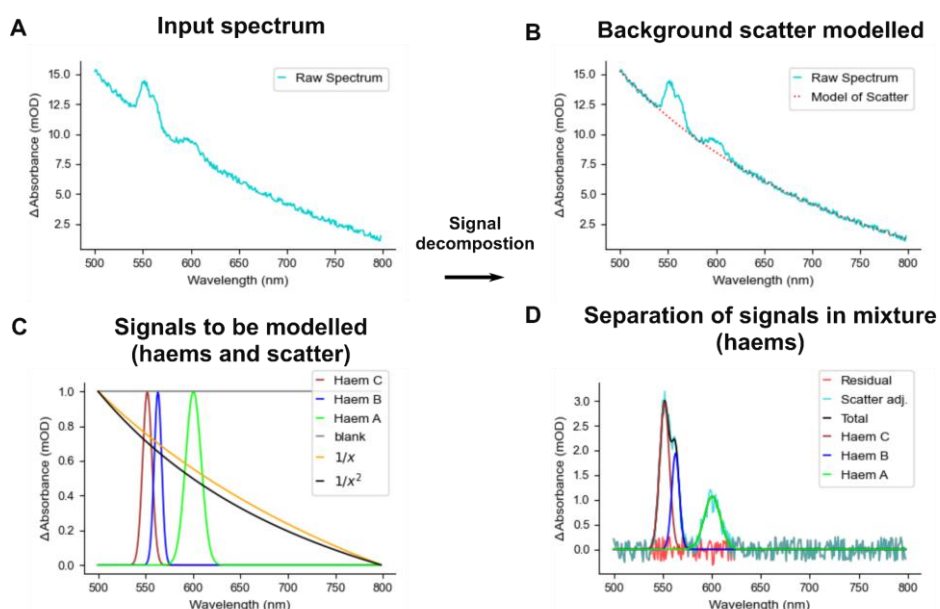 A
Input spectrum
15.0
12.5
10.0
7.5
5.0
2.5
Δ Absorbance (mOD)
Raw Spectrum
500 550 600 650 700 750 800
Wavelength (nm)
B
Background scatter modelled
15.0
12.5
10.0
7.5
5.0
2.5
Δ Absorbance (mOD)
Raw Spectrum
Model of Scatter
500 550 600 650 700 750 800
Wavelength (nm)
Signal
decompostion
C
Signals to be modelled
(haems and scatter)
1.0
0.8
0.6
0.4
0.2
0.0
ΔAbsorbance (mOD)
Haem C
Haem B
Haem A
blank
1/x
1/x²
500 550 600 650 700 750 800
Wavelength (nm)
D
Separation of signals in mixture
(haems)
3.0
2.5
2.0
1.5
1.0
0.5
0.0
ΔAbsorbance (mOD)
Residual
Scatter adj.
Total
Haem C
Haem B
Haem A
500 550 600 650 700 750 800
Wavelength (nm)